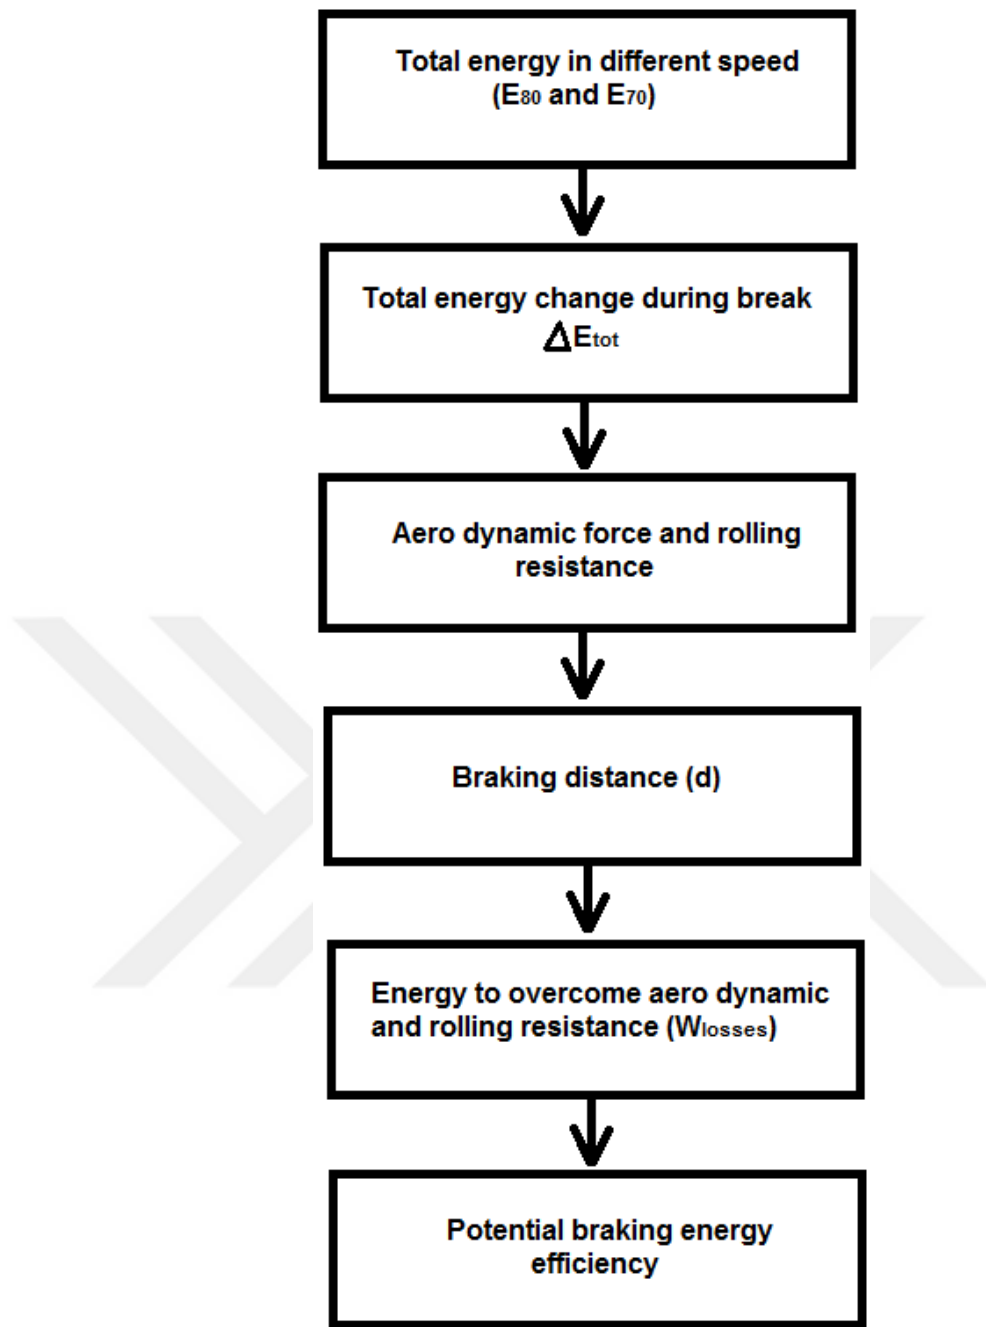 Total energy in different speed
(E80 and E70)
Total energy change during break
ΔEtot
Aero dynamic force and rolling
resistance
Braking distance (d)
Energy to overcome aero dynamic
and rolling resistance (Wlosses)
Potential braking energy
efficiency